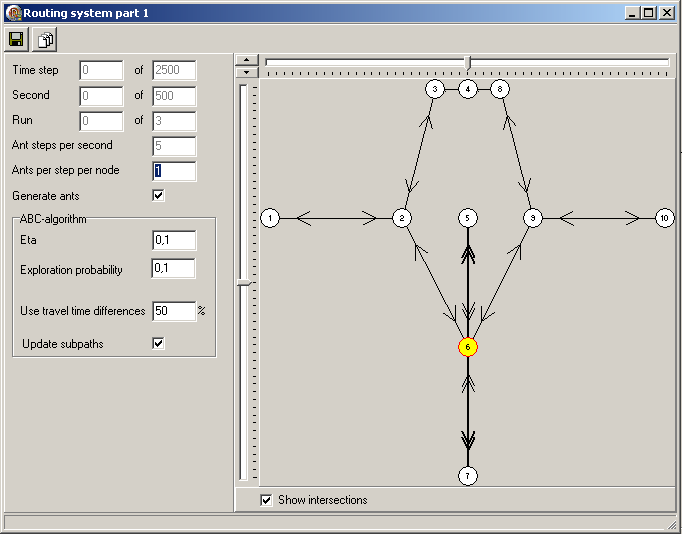 Routing system part 1
Time step 0 of 2500
Second 0 of 500
Run 0 of 3
Ant steps per second 5
Ants per step per node 1
Generate ants
ABC-algorithm
Eta 0,1
Exploration probability 0,1
Use travel time differences 50 %
Update subpaths
3 4 8
1 2 5 9 10
6
7
Show intersections